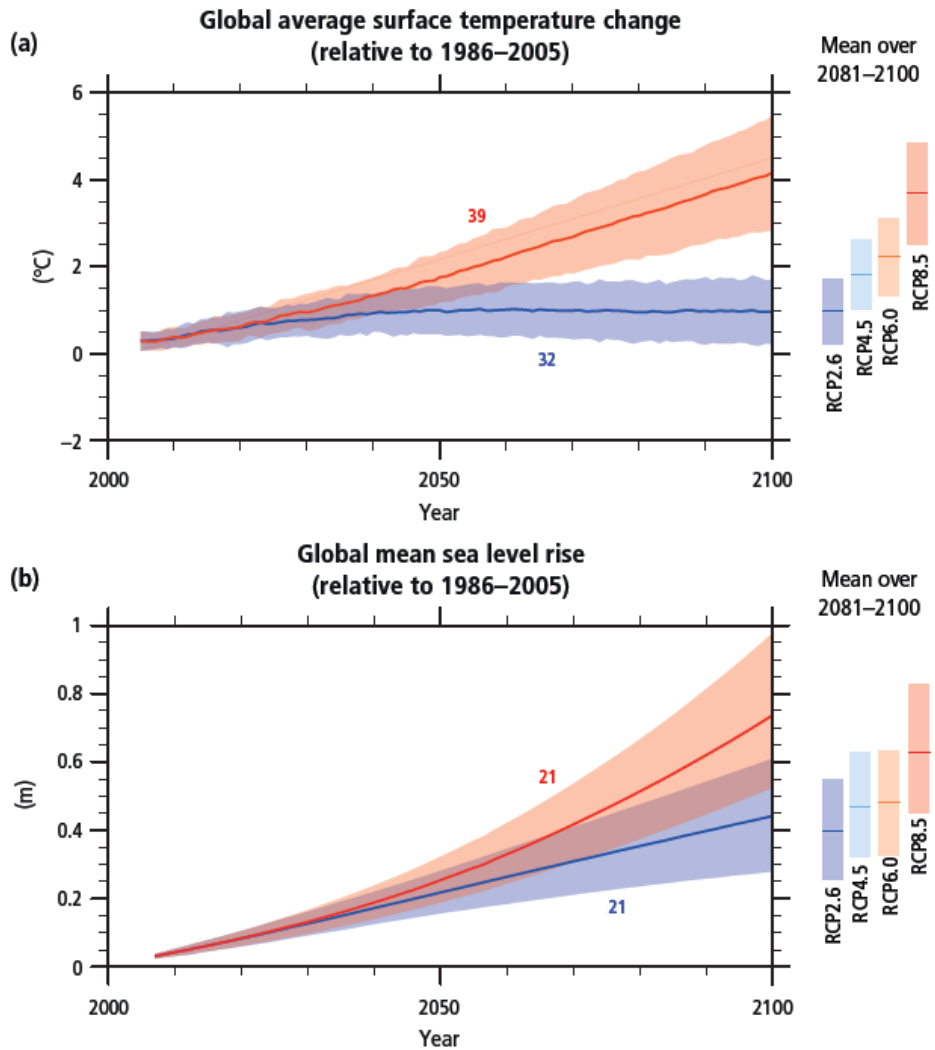 (a)
Global average surface temperature change
(relative to 1986–2005)
Mean over
2081–2100
6
4
2
0
−2
(°C)
39
32
2000
2050
2100
Year
RCP2.6
RCP4.5
RCP6.0
RCP8.5
(b)
Global mean sea level rise
(relative to 1986–2005)
Mean over
2081–2100
1
0.8
0.6
0.4
0.2
0
(m)
21
21
2000
2050
2100
Year
RCP2.6
RCP4.5
RCP6.0
RCP8.5